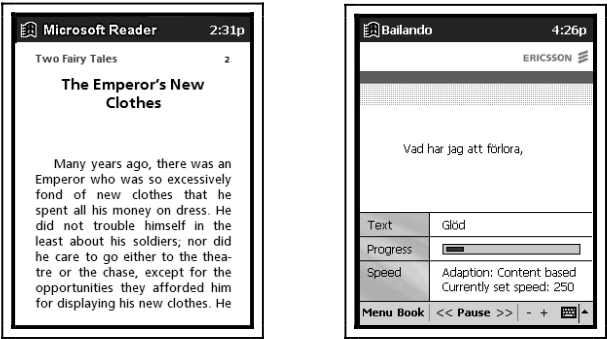 Microsoft Reader 2:31p
Two Fairy Tales 2
The Emperor's New
Clothes
Many years ago, there was an
Emperor who was so excessively
fond of new clothes that he
spent all his money on dress. He
did not trouble himself in the
least about his soldiers; nor did
he care to go either to the thea-
tre or the chase, except for the
opportunities they afforded him
for displaying his new clothes. He
Bailando 4:26p
ERICSSON
Vad har jag att förlora,
Text Glöd
Progress
Speed Adaption: Content based
Currently set speed: 250
Menu Book << Pause >> - +